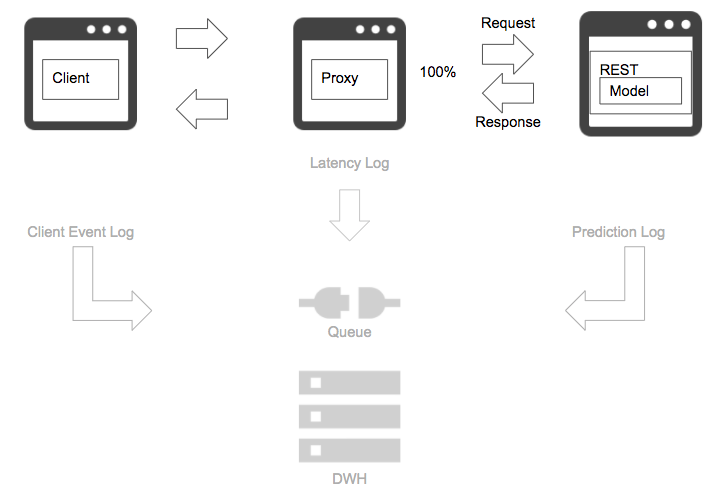 Request
Client
Proxy
100%
REST
Model
Response
Latency Log
Client Event Log
Prediction Log
Queue
DWH